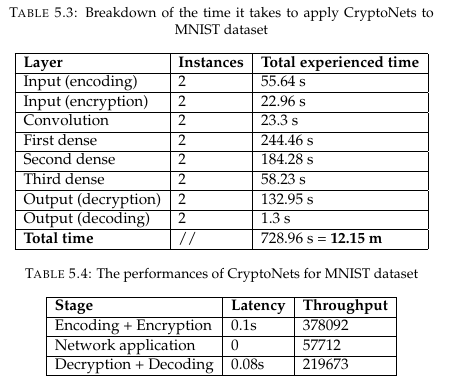 TABLE 5.3: Breakdown of the time it takes to apply CryptoNets to
MNIST dataset
Layer Instances Total experienced time
Input (encoding) 2 55.64 s
Input (encryption) 2 22.96 s
Convolution 2 23.3 s
First dense 2 244.46 s
Second dense 2 184.28 s
Third dense 2 58.23 s
Output (decryption) 2 132.95 s
Output (decoding) 2 1.3 s
Total time // 728.96 s = 12.15 m
TABLE 5.4: The performances of CryptoNets for MNIST dataset
Stage Latency Throughput
Encoding + Encryption 0.1s 378092
Network application 0 57712
Decryption + Decoding 0.08s 219673